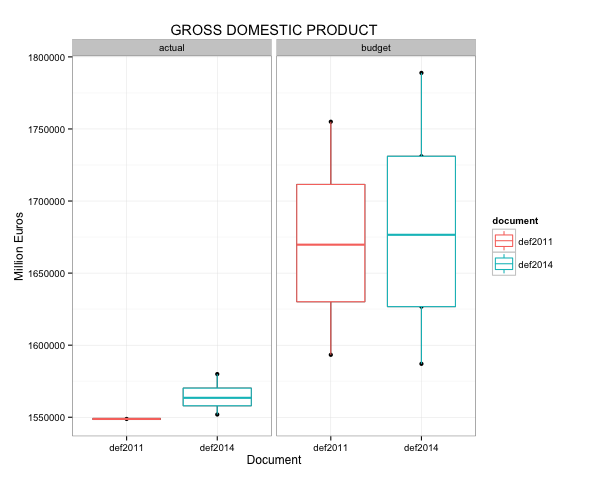 GROSS DOMESTIC PRODUCT
actual
budget
1800000
1750000
1700000
1650000
1600000
1550000
Million Euros
def2011
def2014
def2011
def2014
Document
document
def2011
def2014